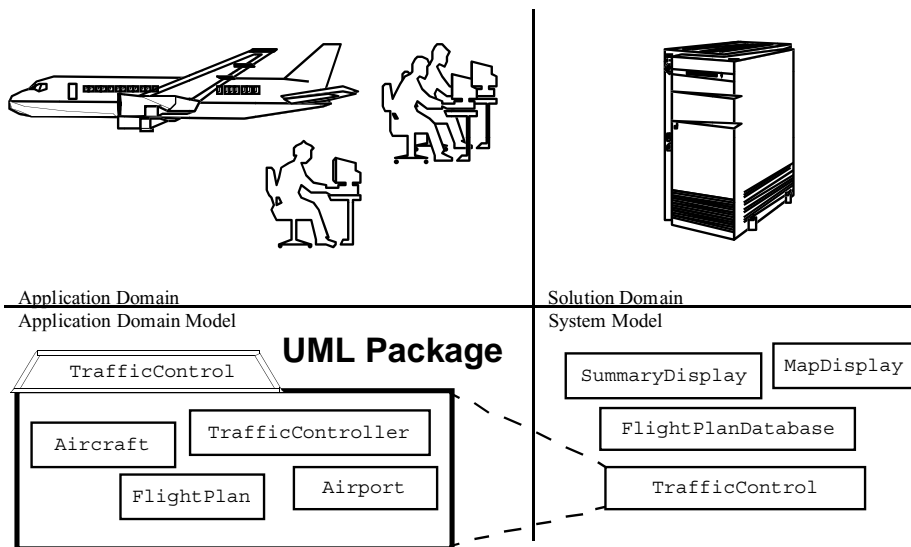 Application Domain
Solution Domain
Application Domain Model
System Model
UML Package
TrafficControl
Aircraft
TrafficController
FlightPlan
Airport
SummaryDisplay
MapDisplay
FlightPlanDatabase
TrafficControl